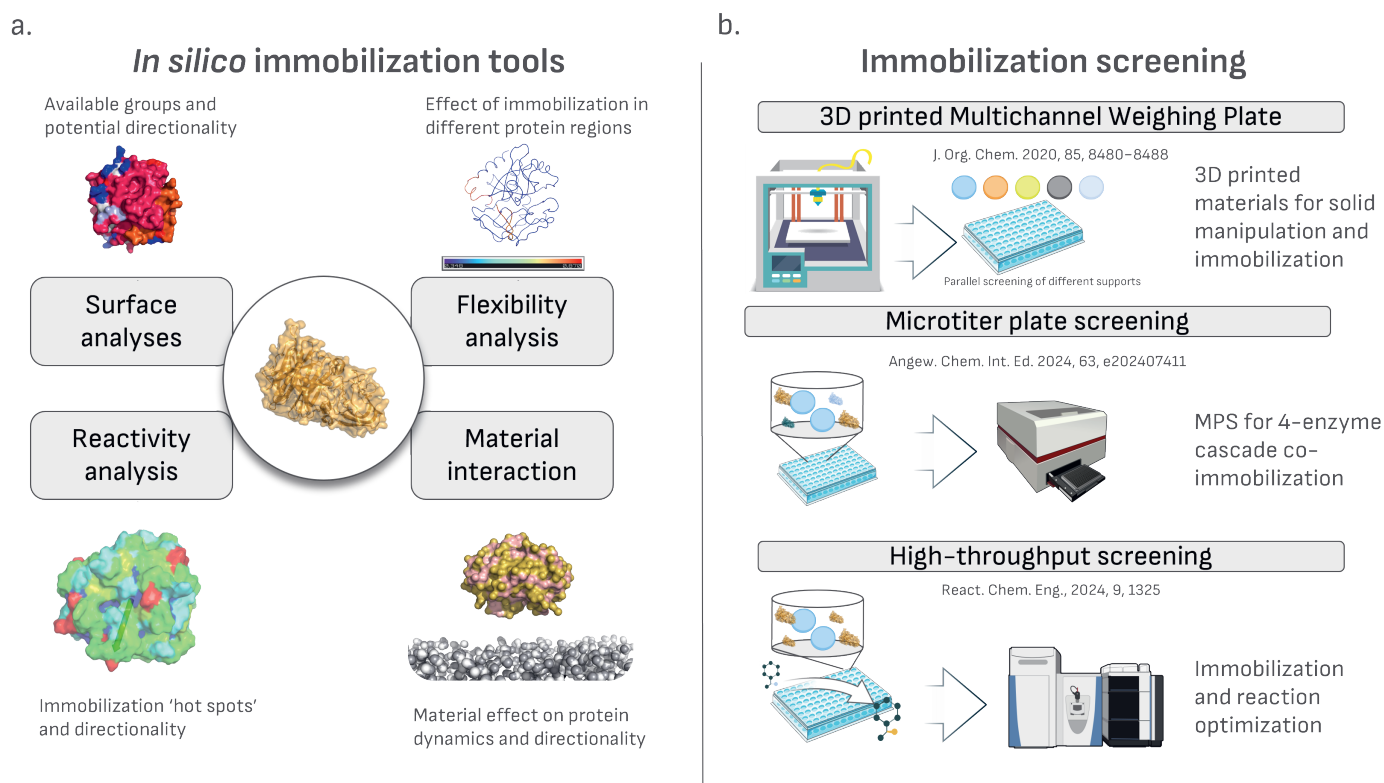 a.
In silico immobilization tools
Available groups and
potential directionality
Effect of immobilization in
different protein regions
Surface
analyses
Flexibility
analysis
Reactivity
analysis
Material
interaction
Immobilization ‘hot spots’
and directionality
Material effect on protein
dynamics and directionality
b.
Immobilization screening
3D printed Multichannel Weighing Plate
J. Org. Chem. 2020, 85, 8480–8488
3D printed
materials for solid
manipulation and
immobilization
Parallel screening of different supports
Microtiter plate screening
Angew. Chem. Int. Ed. 2024, 63, e202407411
MPS for 4-enzyme
cascade co-
immobilization
High-throughput screening
React. Chem. Eng., 2024, 9, 1325
Immobilization
and reaction
optimization